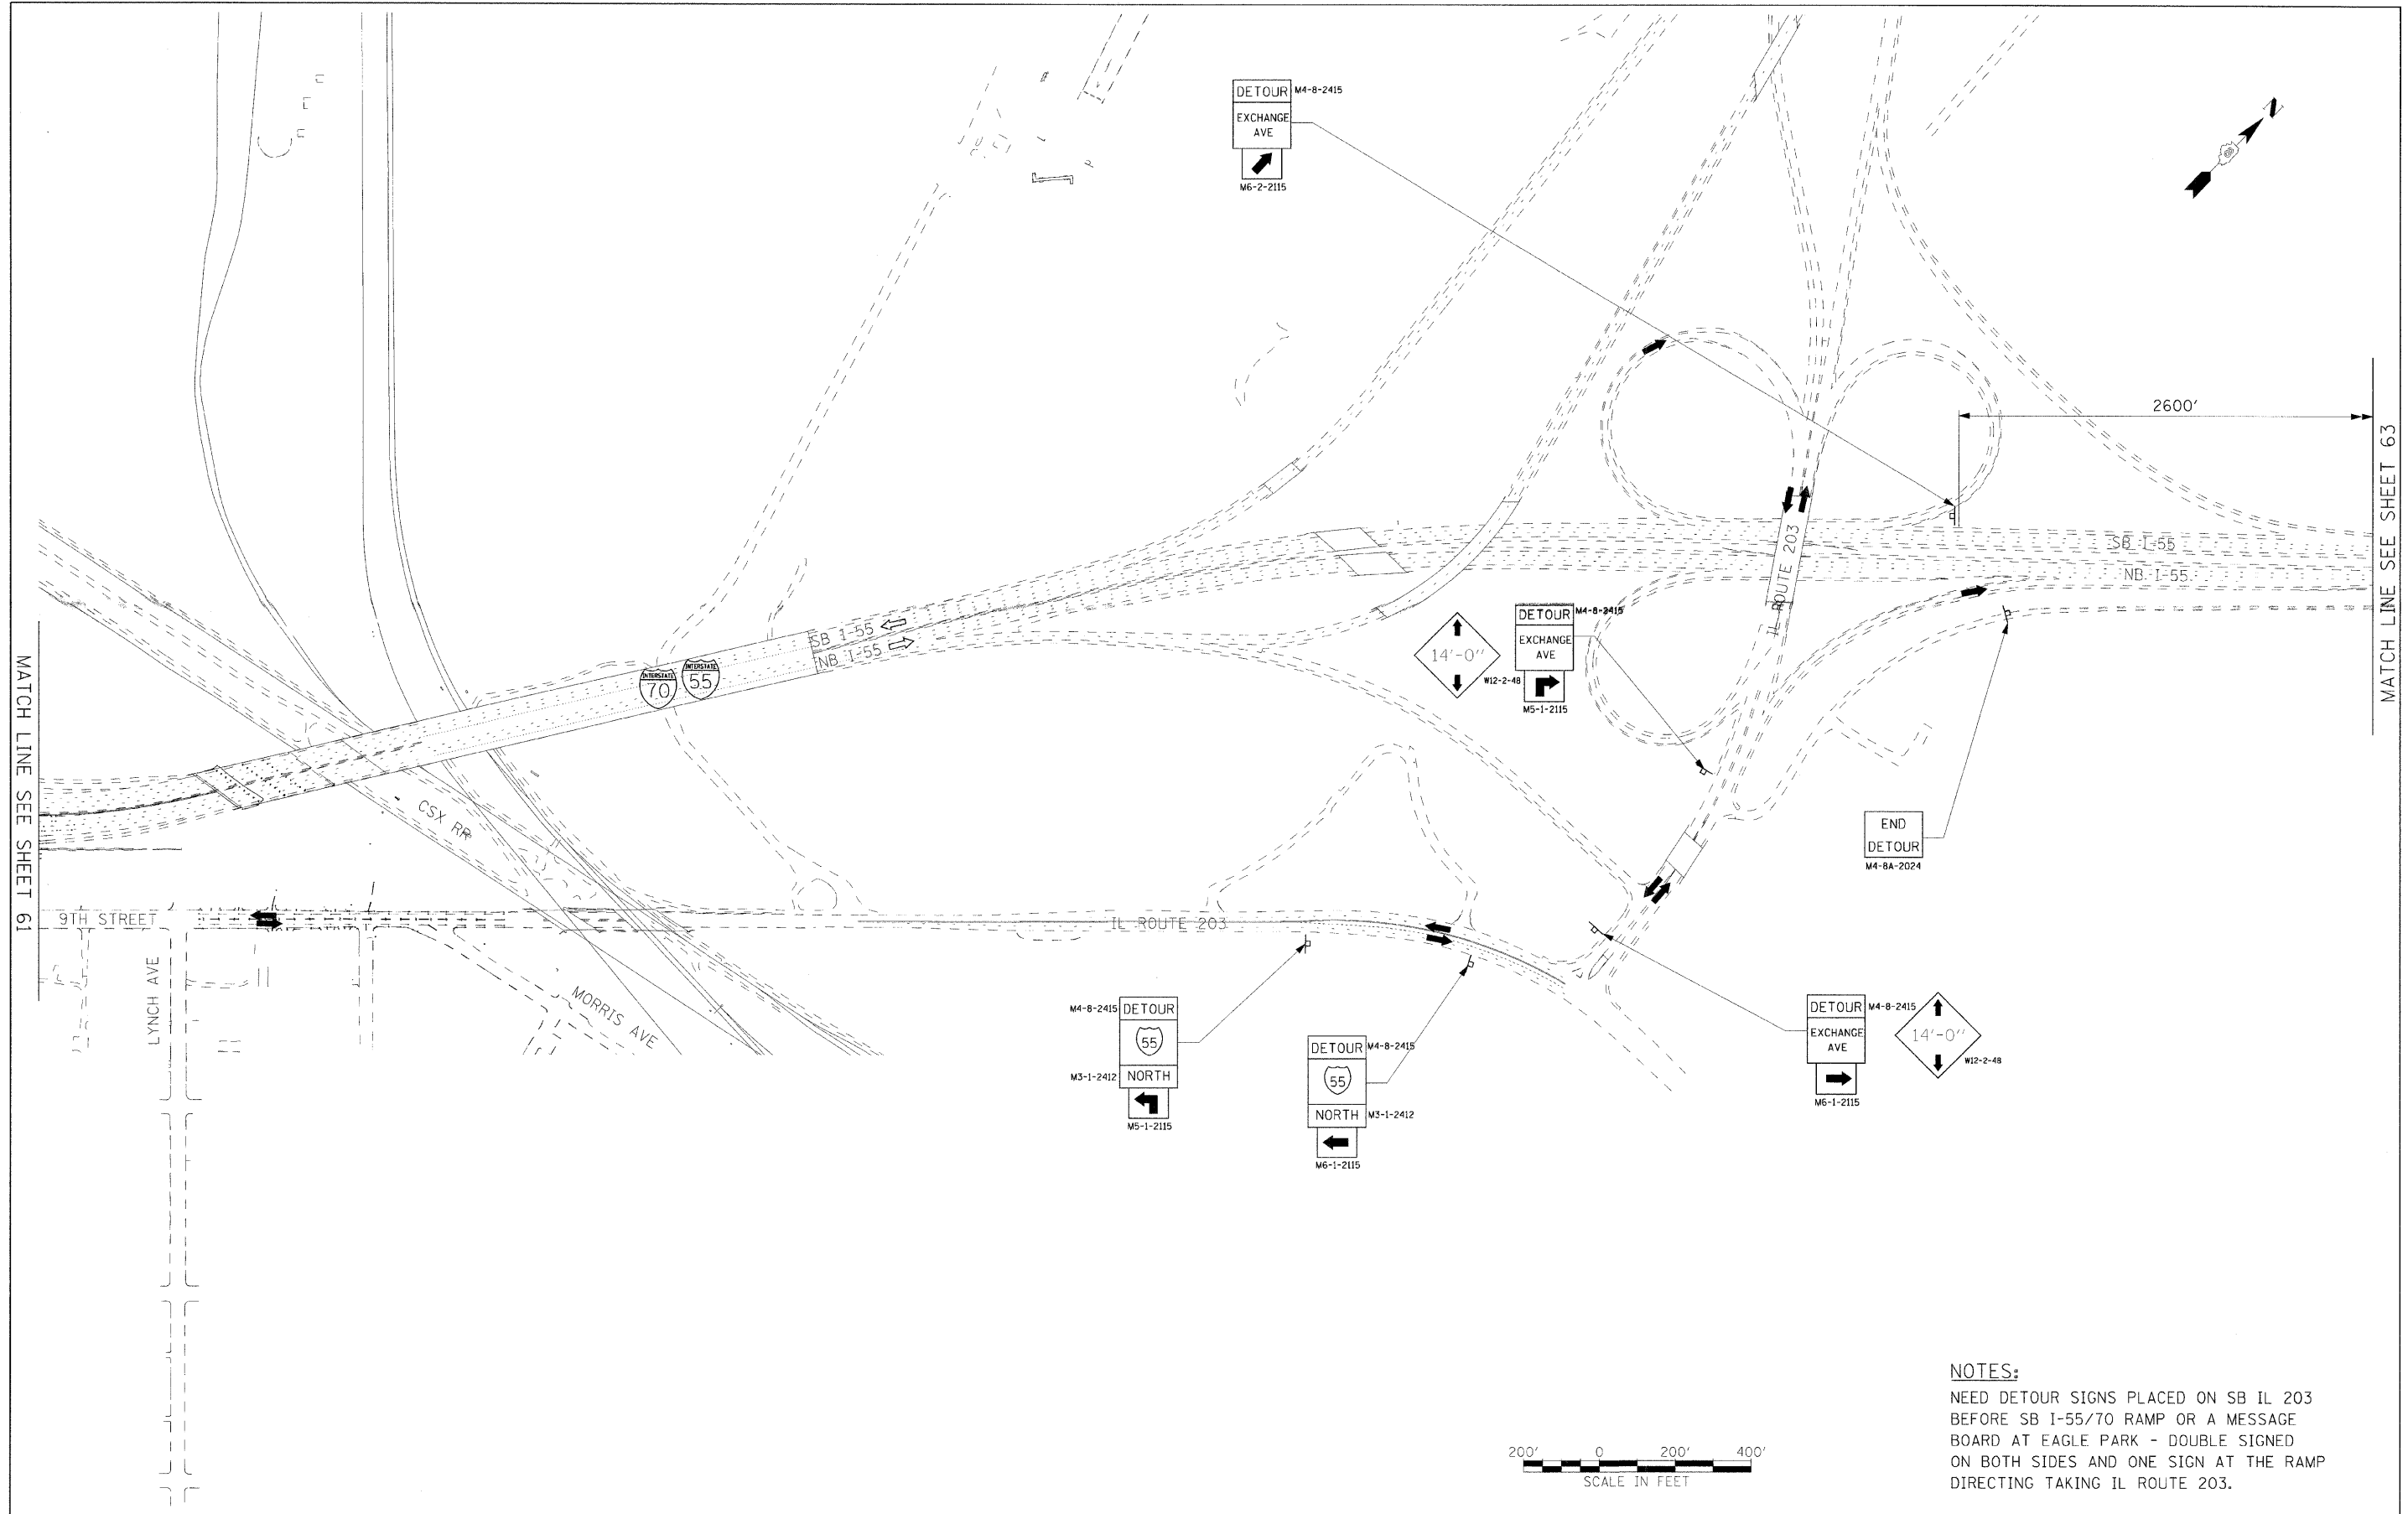 DETOUR M4-8-2415
EXCHANGE
AVE
M6-2-2115
N
2600'
MATCH LINE SEE SHEET 63
SB I-55
NB I-55
IL ROUTE 203
SB I-55
NB I-55
INTERSTATE
70
INTERSTATE
55
DETOUR M4-8-2415
EXCHANGE
AVE
M5-1-2115
14'-0"
W12-2-48
MATCH LINE SEE SHEET 61
CSX RR
END
DETOUR
M4-8A-2024
9TH STREET
IL ROUTE 203
LYNCH AVE
MORRIS AVE
M4-8-2415 DETOUR
55
M3-1-2412 NORTH
M5-1-2115
DETOUR M4-8-2415
55
NORTH M3-1-2412
M6-1-2115
DETOUR M4-8-2415
EXCHANGE
AVE
M6-1-2115
14'-0"
W12-2-48
NOTES:
NEED DETOUR SIGNS PLACED ON SB IL 203
BEFORE SB I-55/70 RAMP OR A MESSAGE
BOARD AT EAGLE PARK - DOUBLE SIGNED
ON BOTH SIDES AND ONE SIGN AT THE RAMP
DIRECTING TAKING IL ROUTE 203.
200' 0 200' 400'
SCALE IN FEET